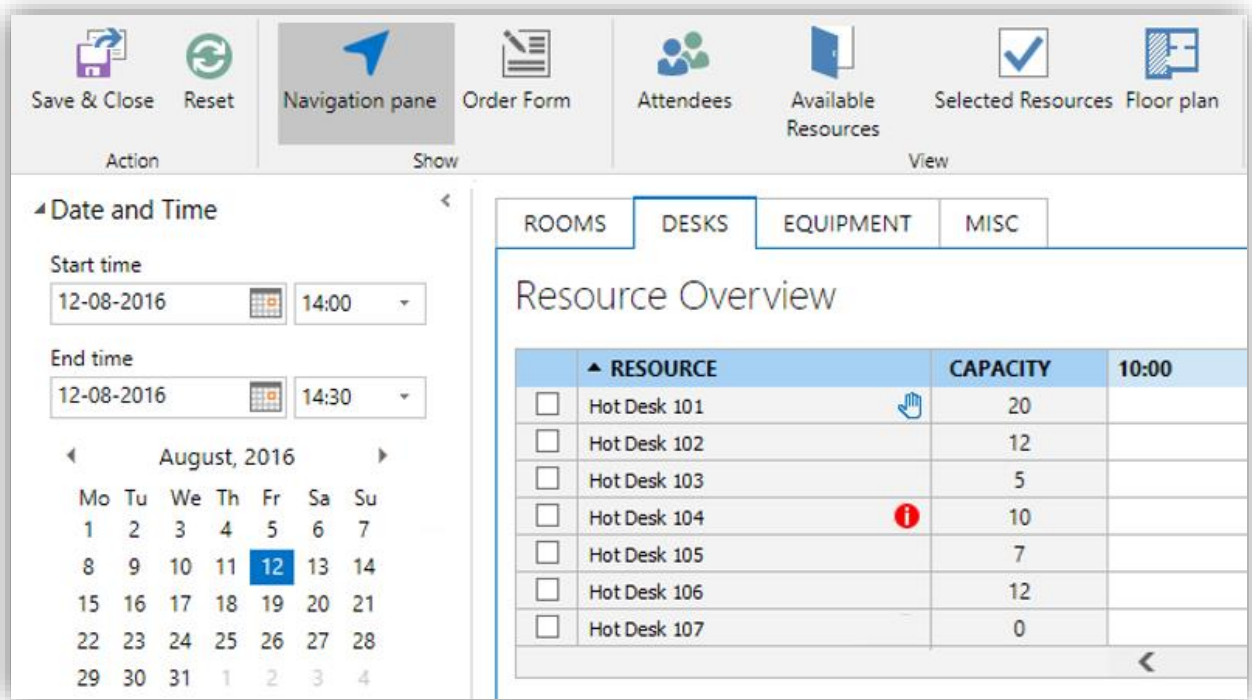 Save & Close Reset Navigation pane Order Form Attendees Available Resources Selected Resources Floor plan
Action Show View
Date and Time
Start time
12-08-2016 14:00
End time
12-08-2016 14:30
August, 2016
Mo Tu We Th Fr Sa Su
1 2 3 4 5 6 7
8 9 10 11 12 13 14
15 16 17 18 19 20 21
22 23 24 25 26 27 28
29 30 31 1 2 3 4
ROOMS DESKS EQUIPMENT MISC
Resource Overview
RESOURCE CAPACITY 10:00
Hot Desk 101 20
Hot Desk 102 12
Hot Desk 103 5
Hot Desk 104 10
Hot Desk 105 7
Hot Desk 106 12
Hot Desk 107 0